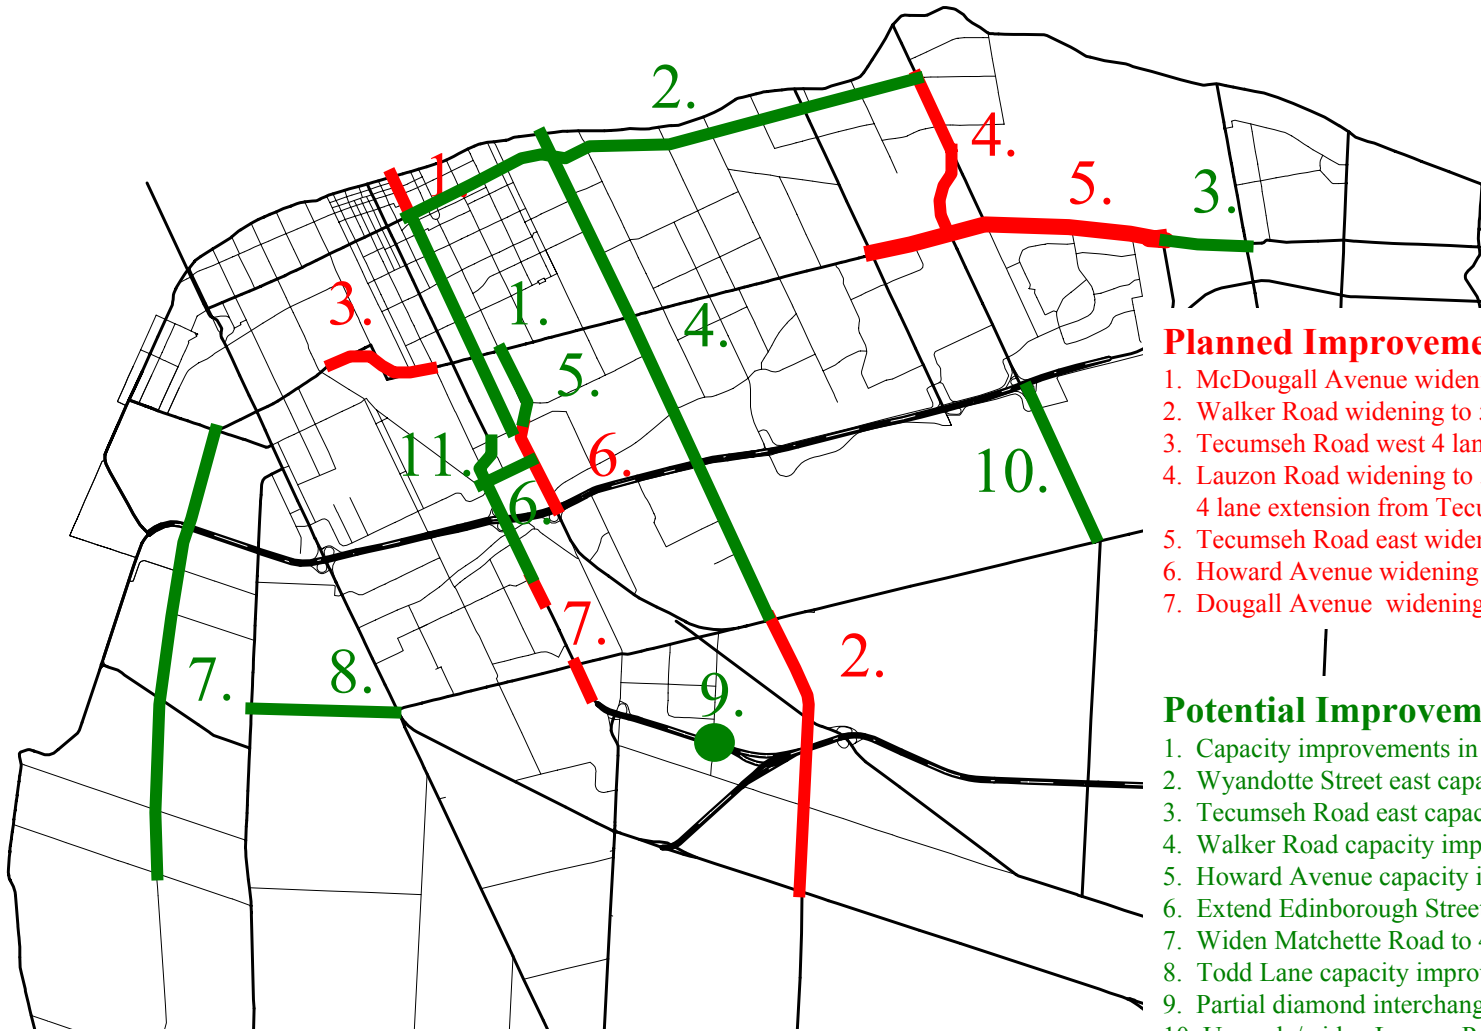 2.
1.
4.
5.
3.
3.
1.
4.
5.
11.
6.
6.
10.
7.
7.
8.
9.
2.
Planned Improveme
1. McDougall Avenue widen
2. Walker Road widening to
3. Tecumseh Road west 4 lan
4. Lauzon Road widening to
4 lane extension from Tecu
5. Tecumseh Road east widen
6. Howard Avenue widening
7. Dougall Avenue widening
Potential Improvem
1. Capacity improvements in
2. Wyandotte Street east capa
3. Tecumseh Road east capac
4. Walker Road capacity imp
5. Howard Avenue capacity i
6. Extend Edinborough Street
7. Widen Matchette Road to 4
8. Todd Lane capacity impro
9. Partial diamond interchang